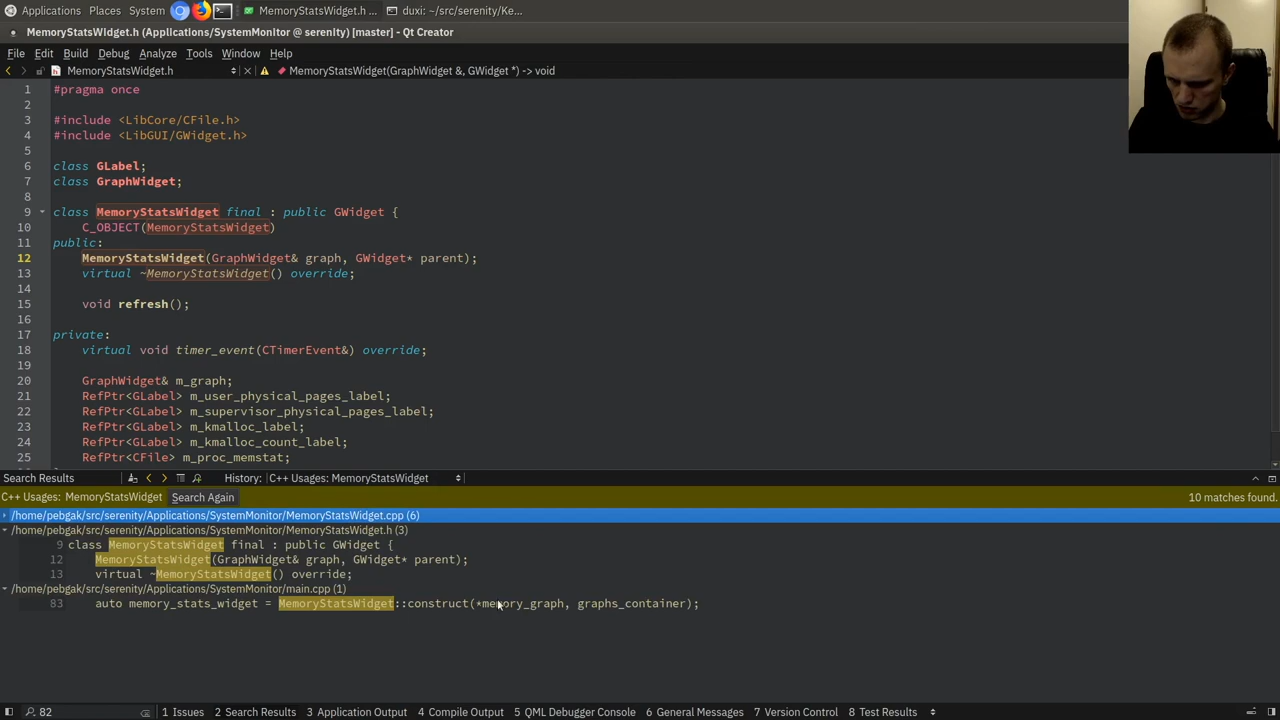 Applications Places System MemoryStatsWidget.h ... duxi: ~/src/serenity/Ke...
MemoryStatsWidget.h (Applications/SystemMonitor @ serenity) [master] - Qt Creator
File Edit Build Debug Analyze Tools Window Help
MemoryStatsWidget.h MemoryStatsWidget(GraphWidget &, GWidget *) -> void
1 #pragma once
2
3 #include <LibCore/CFile.h>
4 #include <LibGUI/GWidget.h>
5
6 class GLabel;
7 class GraphWidget;
8
9 class MemoryStatsWidget final : public GWidget {
10 C_OBJECT(MemoryStatsWidget)
11 public:
12 MemoryStatsWidget(GraphWidget& graph, GWidget* parent);
13 virtual ~MemoryStatsWidget() override;
14
15 void refresh();
16
17 private:
18 virtual void timer_event(CTimerEvent&) override;
19
20 GraphWidget& m_graph;
21 RefPtr<GLabel> m_user_physical_pages_label;
22 RefPtr<GLabel> m_supervisor_physical_pages_label;
23 RefPtr<GLabel> m_kmalloc_label;
24 RefPtr<GLabel> m_kmalloc_count_label;
25 RefPtr<CFile> m_proc_memstat;
Search Results History: C++ Usages: MemoryStatsWidget
C++ Usages: MemoryStatsWidget Search Again 10 matches found.
/home/pebgak/src/serenity/Applications/SystemMonitor/MemoryStatsWidget.cpp (6)
/home/pebgak/src/serenity/Applications/SystemMonitor/MemoryStatsWidget.h (3)
9 class MemoryStatsWidget final : public GWidget {
12 MemoryStatsWidget(GraphWidget& graph, GWidget* parent);
13 virtual ~MemoryStatsWidget() override;
/home/pebgak/src/serenity/Applications/SystemMonitor/main.cpp (1)
83 auto memory_stats_widget = MemoryStatsWidget::construct(*memory_graph, graphs_container);
82 1 Issues 2 Search Results 3 Application Output 4 Compile Output 5 QML Debugger Console 6 General Messages 7 Version Control 8 Test Results